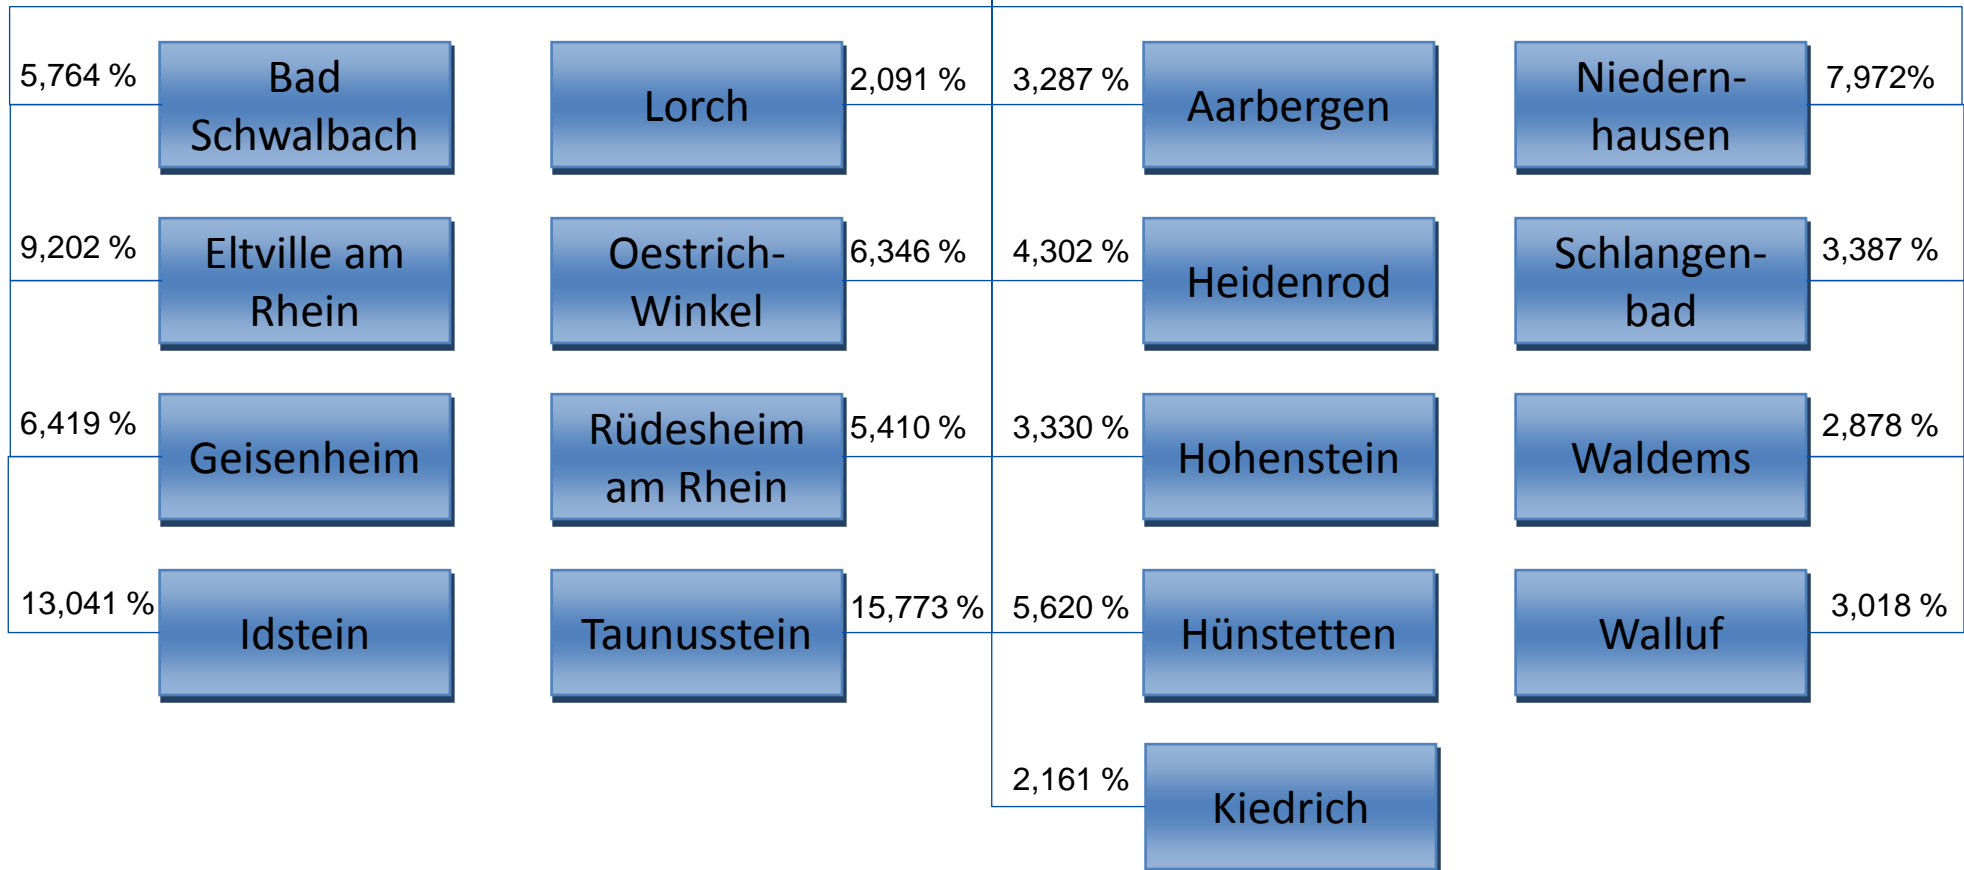 5,764 %
Bad
Schwalbach
Lorch
2,091 %
3,287 %
Aarbergen
Niedern-
hausen
7,972%
9,202 %
Eltville am
Rhein
Oestrich-
Winkel
6,346 %
4,302 %
Heidenrod
Schlangen-
bad
3,387 %
6,419 %
Geisenheim
Rüdesheim
am Rhein
5,410 %
3,330 %
Hohenstein
Waldems
2,878 %
13,041 %
Idstein
Taunusstein
15,773 %
5,620 %
Hünstetten
Walluf
3,018 %
2,161 %
Kiedrich